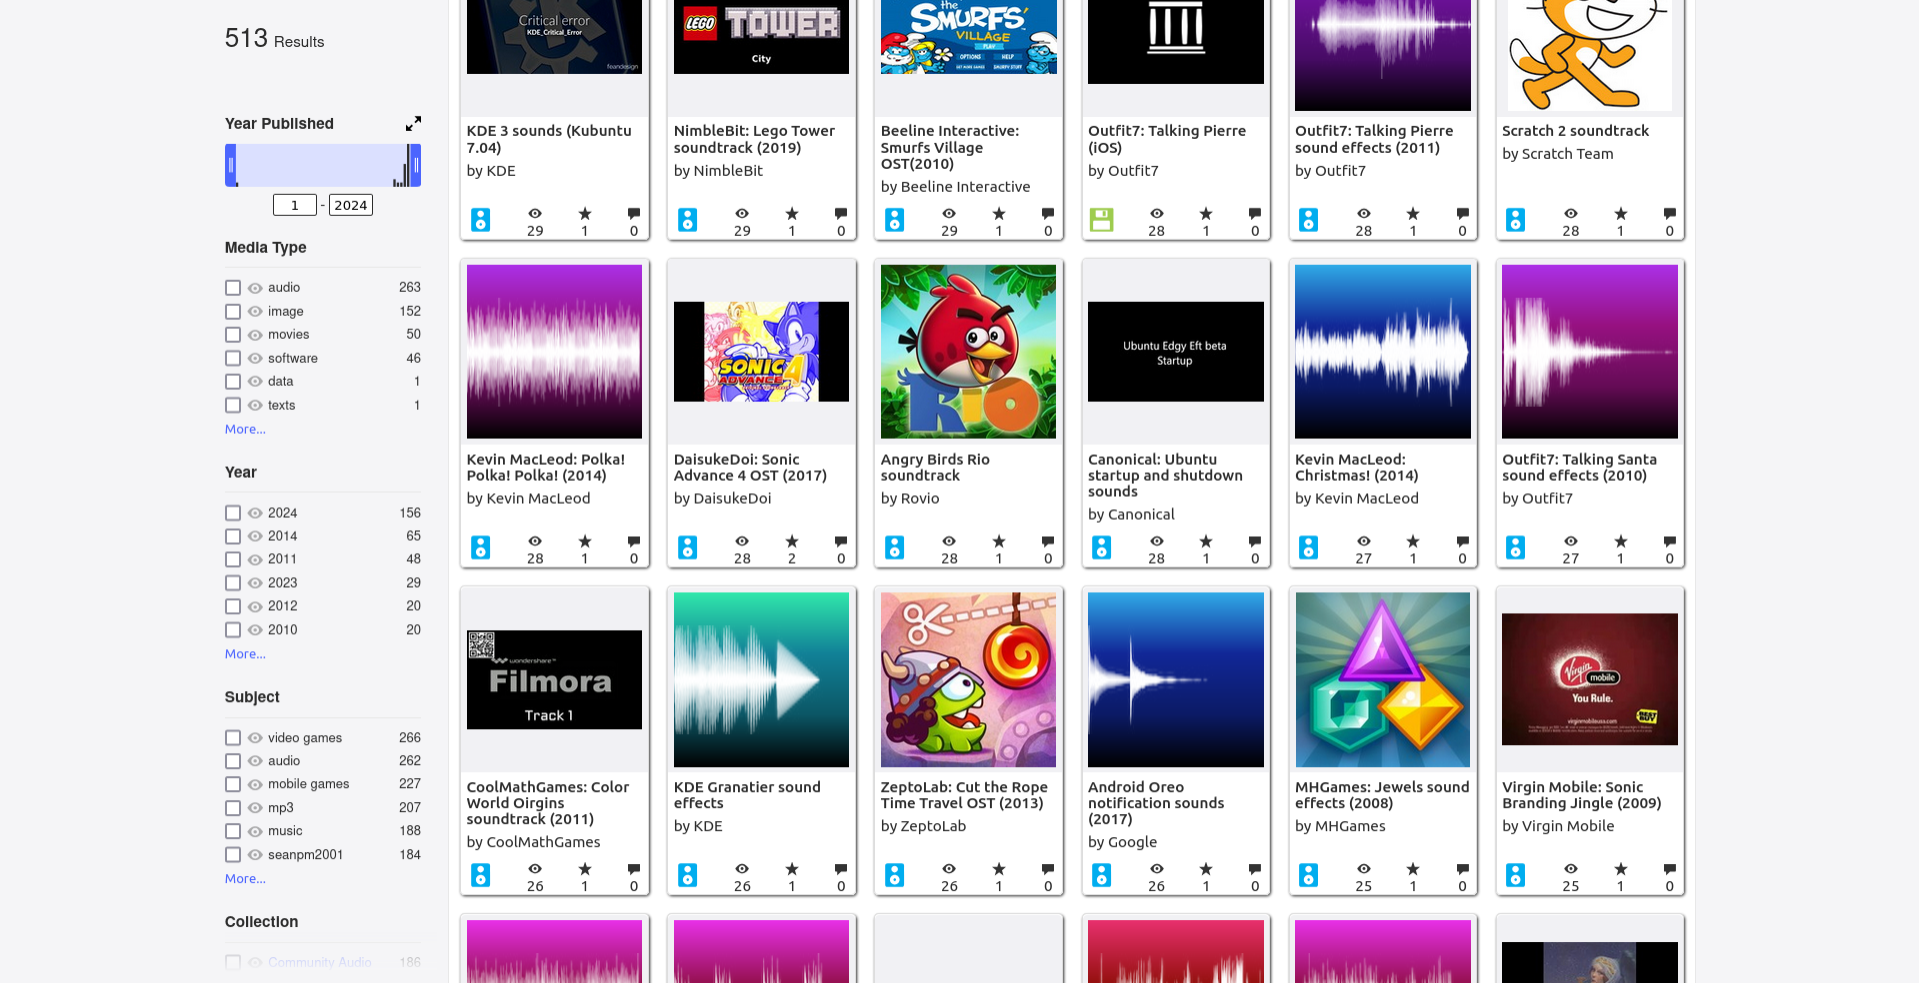 513 Results
Year Published
1 - 2024
Media Type
audio 263
image 152
movies 50
software 46
data 1
texts 1
More...
Year
2024 156
2014 65
2011 48
2023 29
2012 20
2010 20
More...
Subject
video games 266
audio 262
mobile games 227
mp3 207
music 188
seanpm2001 184
More...
Collection
Community Audio 186
Critical error
KDE_Critical_Error
feandesign
KDE 3 sounds (Kubuntu
7.04)
by KDE
29 1 0
LEGO TOWER
City
NimbleBit: Lego Tower
soundtrack (2019)
by NimbleBit
29 1 0
the
SMURFS'
VILLAGE
PLAY
OPTIONS HELP
GET MORE GAMES SMURFY STUFF
Beeline Interactive:
Smurfs Village
OST(2010)
by Beeline Interactive
29 1 0
Outfit7: Talking Pierre
(iOS)
by Outfit7
28 1 0
Outfit7: Talking Pierre
sound effects (2011)
by Outfit7
28 1 0
Scratch 2 soundtrack
by Scratch Team
28 1 0
Kevin MacLeod: Polka!
Polka! Polka! (2014)
by Kevin MacLeod
28 1 0
SONIC
ADVANCE 4
DaisukeDoi: Sonic
Advance 4 OST (2017)
by DaisukeDoi
28 2 0
RIO
Angry Birds Rio
soundtrack
by Rovio
28 1 0
Ubuntu Edgy Eft beta
Startup
Canonical: Ubuntu
startup and shutdown
sounds
by Canonical
28 1 0
Kevin MacLeod:
Christmas! (2014)
by Kevin MacLeod
27 1 0
Outfit7: Talking Santa
sound effects (2010)
by Outfit7
27 1 0
wondershare™
Filmora
Track 1
CoolMathGames: Color
World Oirgins
soundtrack (2011)
by CoolMathGames
26 1 0
KDE Granatier sound
effects
by KDE
26 1 0
ZeptoLab: Cut the Rope
Time Travel OST (2013)
by ZeptoLab
26 1 0
Android Oreo
notification sounds
(2017)
by Google
26 1 0
MHGames: Jewels sound
effects (2008)
by MHGames
25 1 0
Virgin mobile
You Rule.
virginmobileusa.com
BEST BUY
Virgin Mobile: Sonic
Branding Jingle (2009)
by Virgin Mobile
25 1 0